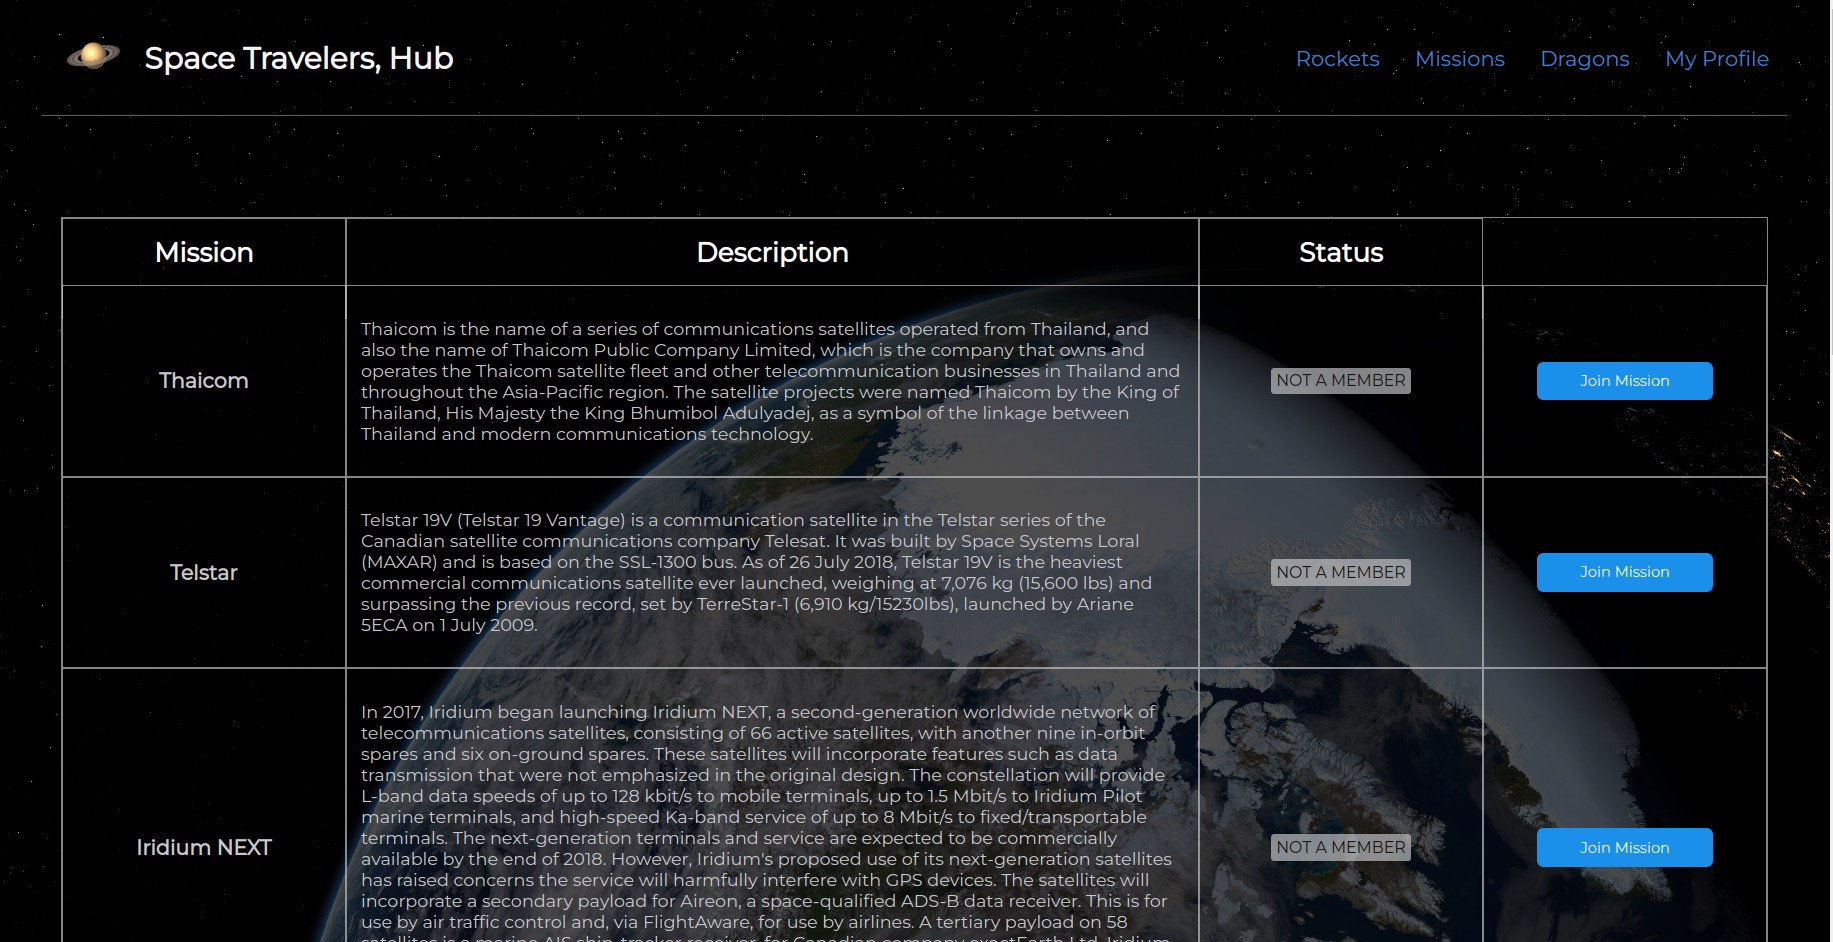 Space Travelers, Hub
Rockets Missions Dragons My Profile
Mission Description Status
Thaicom
Thaicom is the name of a series of communications satellites operated from Thailand, and
also the name of Thaicom Public Company Limited, which is the company that owns and
operates the Thaicom satellite fleet and other telecommunication businesses in Thailand and
throughout the Asia-Pacific region. The satellite projects were named Thaicom by the King of
Thailand, His Majesty the King Bhumibol Adulyadej, as a symbol of the linkage between
Thailand and modern communications technology.
NOT A MEMBER
Join Mission
Telstar
Telstar 19V (Telstar 19 Vantage) is a communication satellite in the Telstar series of the
Canadian satellite communications company Telesat. It was built by Space Systems Loral
(MAXAR) and is based on the SSL-1300 bus. As of 26 July 2018, Telstar 19V is the heaviest
commercial communications satellite ever launched, weighing at 7,076 kg (15,600 lbs) and
surpassing the previous record, set by TerreStar-1 (6,910 kg/15230lbs), launched by Ariane
5ECA on 1 July 2009.
NOT A MEMBER
Join Mission
Iridium NEXT
In 2017, Iridium began launching Iridium NEXT, a second-generation worldwide network of
telecommunications satellites, consisting of 66 active satellites, with another nine in-orbit
spares and six on-ground spares. These satellites will incorporate features such as data
transmission that were not emphasized in the original design. The constellation will provide
L-band data speeds of up to 128 kbit/s to mobile terminals, up to 1.5 Mbit/s to Iridium Pilot
marine terminals, and high-speed Ka-band service of up to 8 Mbit/s to fixed/transportable
terminals. The next-generation terminals and service are expected to be commercially
available by the end of 2018. However, Iridium's proposed use of its next-generation satellites
has raised concerns the service will harmfully interfere with GPS devices. The satellites will
incorporate a secondary payload for Aireon, a space-qualified ADS-B data receiver. This is for
use by air traffic control and, via FlightAware, for use by airlines. A tertiary payload on 58
satellites is a marine AIS ship-tracker receiver, for Canadian company exactEarth Ltd. Iridium
NOT A MEMBER
Join Mission